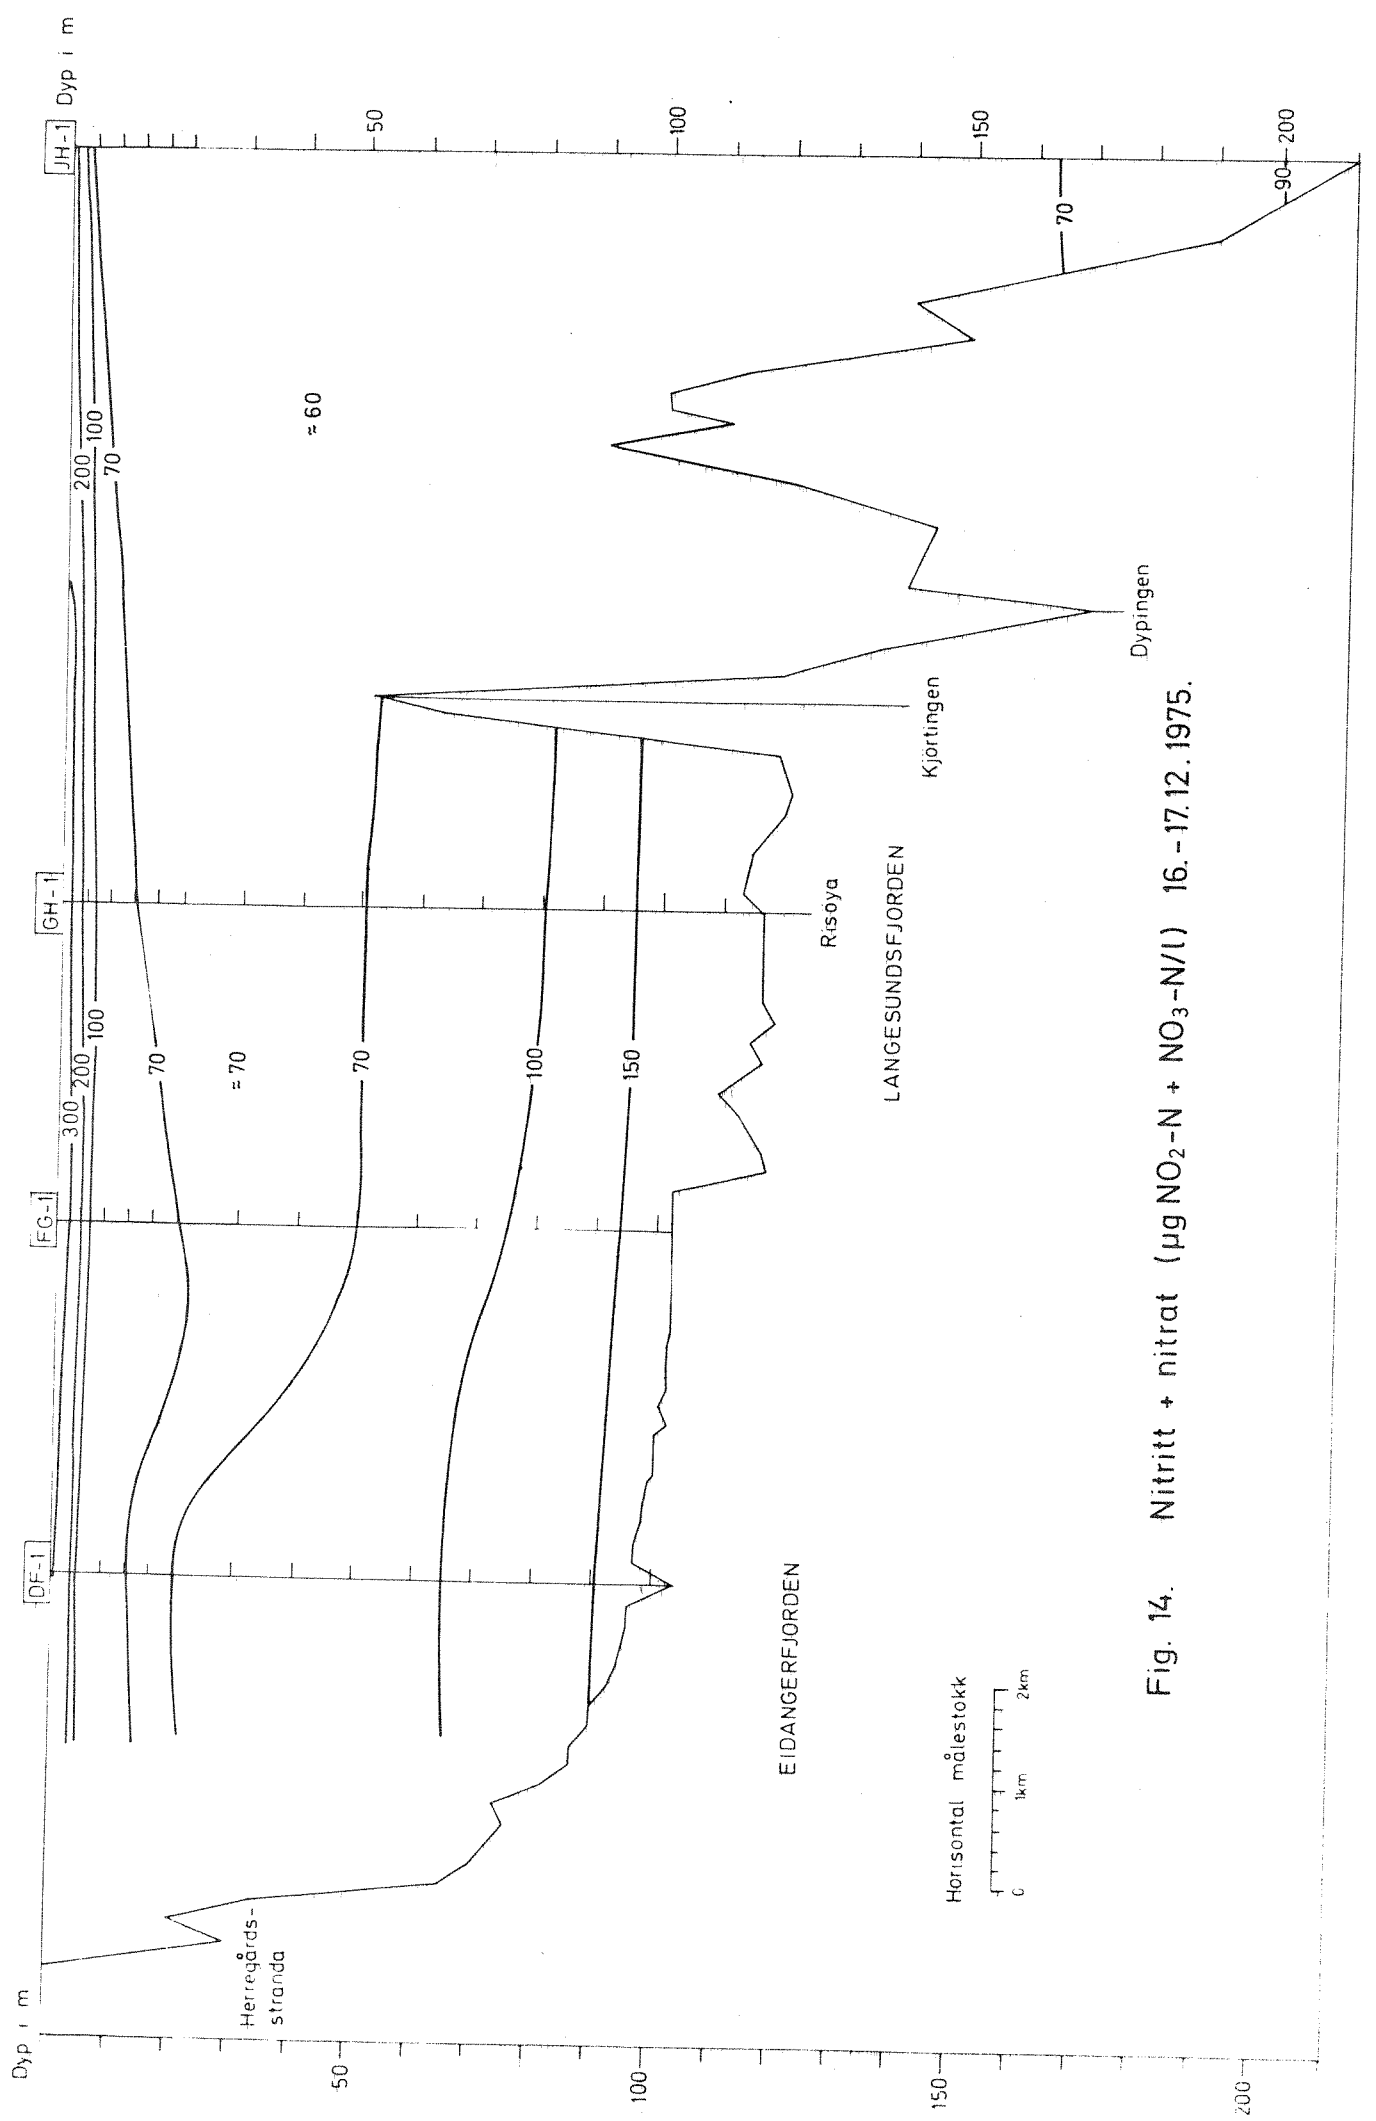 Dyp i m
DF-1
FG-1
GH-1
JH-1
Dyp i m
300
200
200
100
100
70
70
≈70
≈60
70
100
150
70
90
50
100
150
200
50
100
150
200
Herregårds-
stranda
EIDANGERFJORDEN
LANGESUNDSFJORDEN
Risöya
Kjörtingen
Dypingen
Horisontal målestokk
0 1km 2km
Fig. 14. Nitritt + nitrat (µg NO₂-N + NO₃-N/l) 16.-17.12.1975.